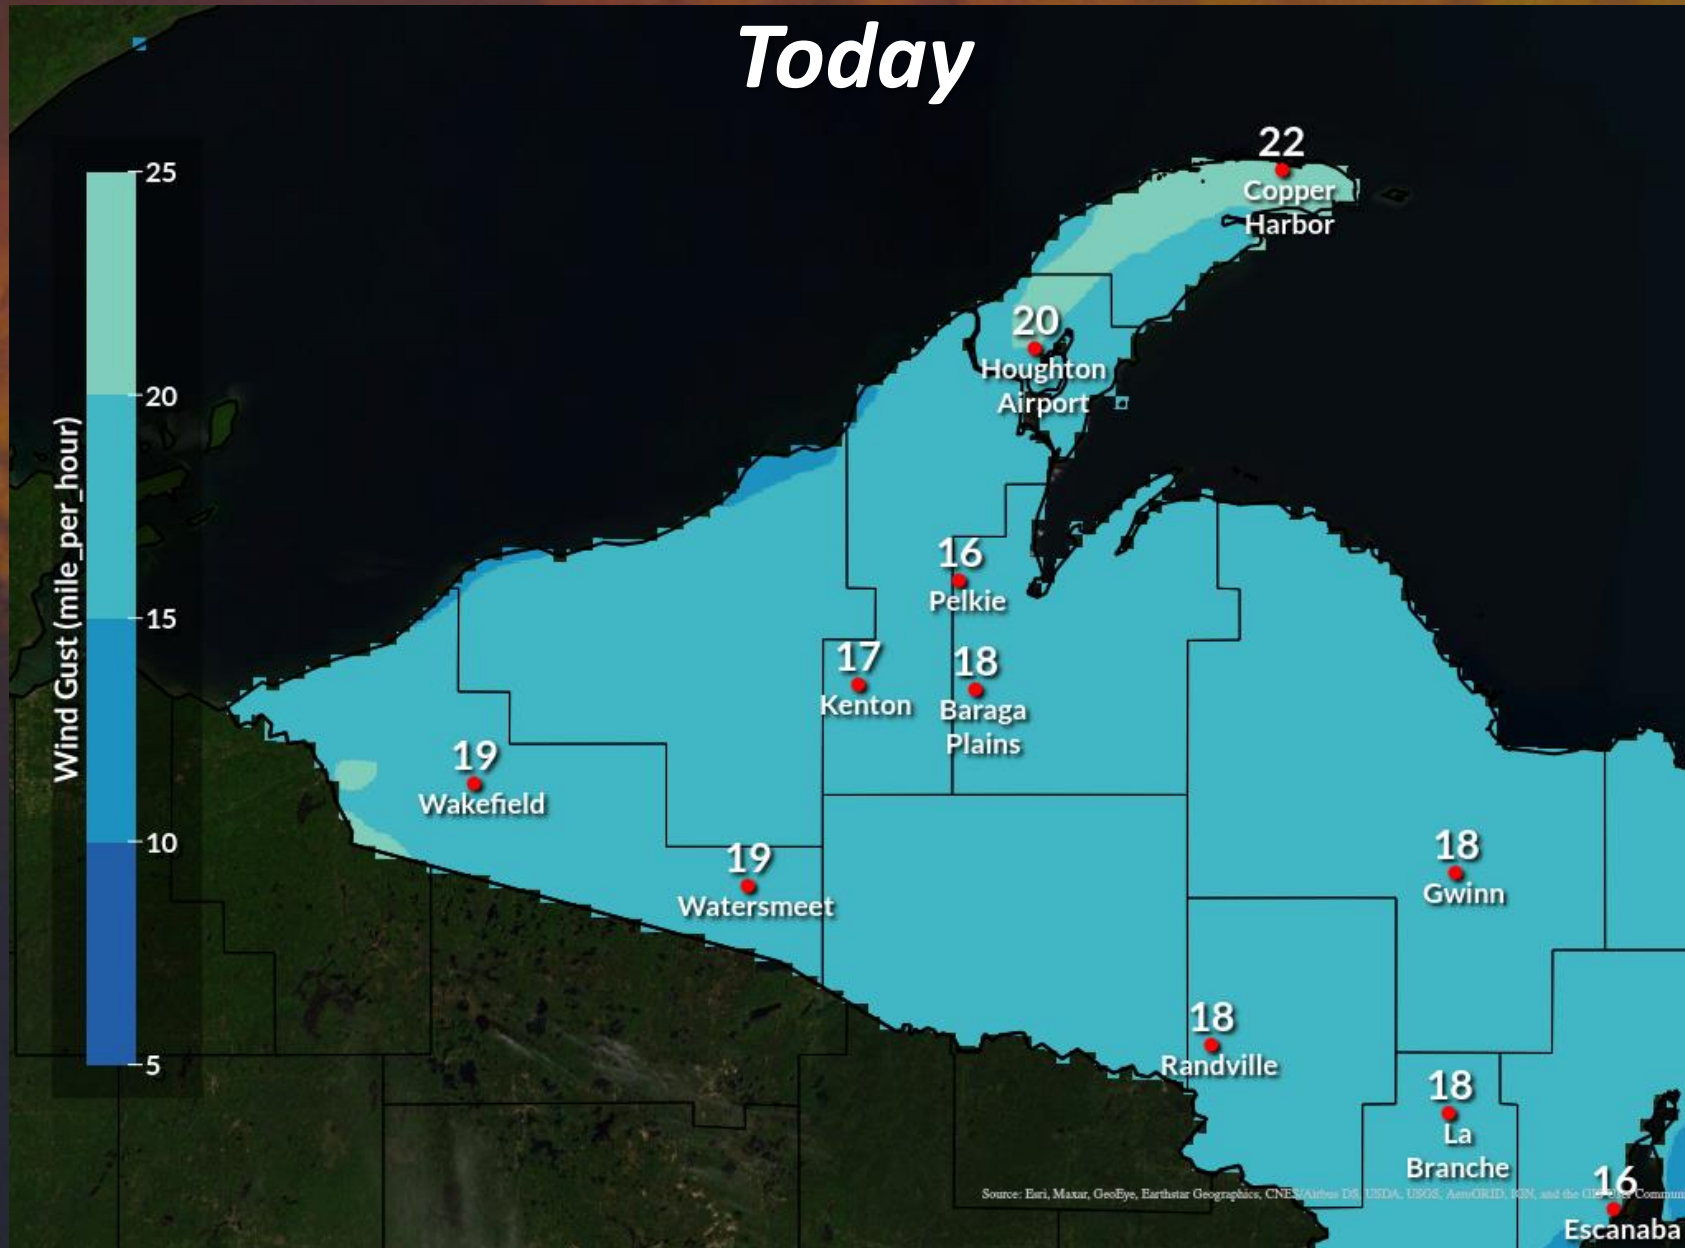 Today
25
20
15
10
5
Wind Gust (mile_per_hour)
22
Copper
Harbor
20
Houghton
Airport
16
Pelkie
17
Kenton
18
Baraga
Plains
19
Wakefield
19
Watersmeet
18
Gwinn
18
Randville
18
La
Branche
16
Escanaba
Source: Esri, Maxar, GeoEye, Earthstar Geographics, CNES/Airbus DS, USDA, USGS, AeroGRID, IGN, and the GIS User Commun